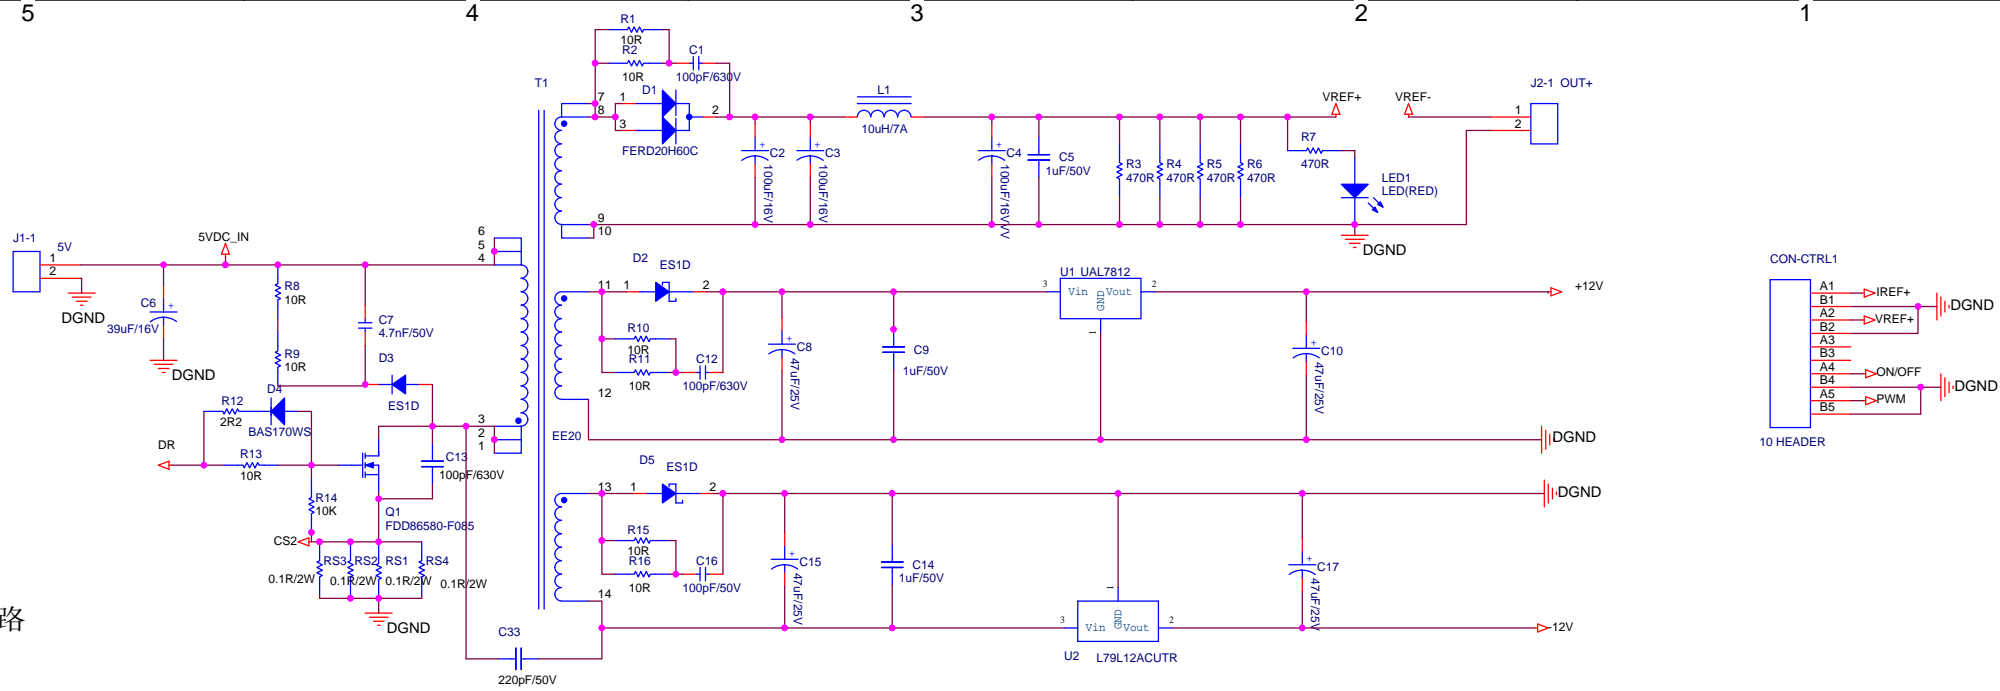 5 4 3 2 1
R1
10R
R2
10R
C1
100pF/630V
T1
7
8
D1
1
3
2
FERD20H60C
L1
10uH/7A
C2
100uF/16V
C3
100uF/16V
C4
100uF/16V
C5
1uF/50V
R3
470R
R4
470R
R5
470R
R6
470R
VREF+
VREF-
R7
470R
LED1
LED(RED)
DGND
J2-1 OUT+
1
2
9
10
J1-1
5V
1
2
DGND
5VDC_IN
C6
39uF/16V
DGND
R8
10R
R9
10R
C7
4.7nF/50V
D3
ES1D
6
5
4
3
2
1
D4
BAS170WS
R12
2R2
DR
R13
10R
R14
10K
C13
100pF/630V
Q1
FDD86580-F085
CS2
RS3
0.1R/2W
RS2
0.1R/2W
RS1
0.1R/2W
RS4
0.1R/2W
DGND
路
C33
220pF/50V
EE20
D2
ES1D
11
1
2
R10
10R
R11
10R
C12
100pF/630V
12
C8
47uF/25V
C9
1uF/50V
U1 UAL7812
3
Vin
GND
Vout
2
1
C10
47uF/25V
+12V
DGND
D5
ES1D
13
1
2
R15
10R
R16
10R
C16
100pF/50V
14
C15
47uF/25V
C14
1uF/50V
1
3
Vin
GND
Vout
2
U2 L79L12ACUTR
C17
47uF/25V
DGND
-12V
CON-CTRL1
A1
IREF+
B1
DGND
A2
VREF+
B2
A3
B3
A4
ON/OFF
B4
DGND
A5
PWM
B5
10 HEADER